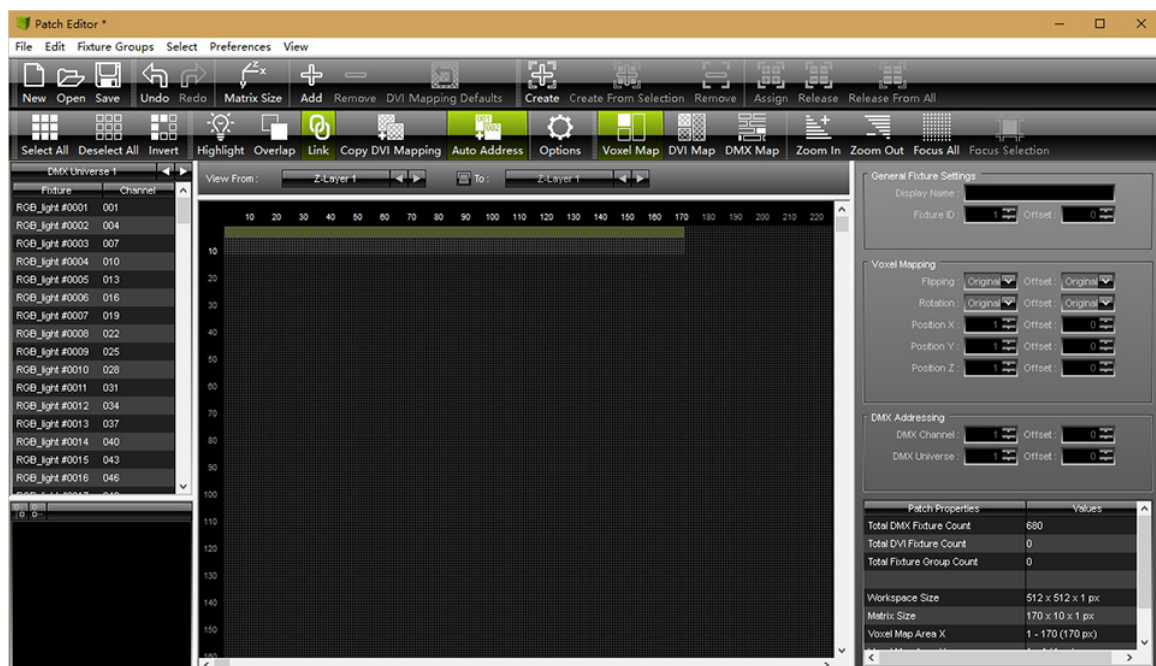 Patch Editor *
File Edit Fixture Groups Select Preferences View
New Open Save Undo Redo Matrix Size Add Remove DVI Mapping Defaults Create Create From Selection Remove Assign Release Release From All
Select All Deselect All Invert Highlight Overlap Link Copy DVI Mapping Auto Address Options Voxel Map DVI Map DMX Map Zoom In Zoom Out Focus All Focus Selection
DMX Universe 1
Fixture Channel
RGB_light #0001 001
RGB_light #0002 004
RGB_light #0003 007
RGB_light #0004 010
RGB_light #0005 013
RGB_light #0006 016
RGB_light #0007 019
RGB_light #0008 022
RGB_light #0009 025
RGB_light #0010 028
RGB_light #0011 031
RGB_light #0012 034
RGB_light #0013 037
RGB_light #0014 040
RGB_light #0015 043
RGB_light #0016 046
View From : Z-Layer 1 To : Z-Layer 1
10 20 30 40 50 60 70 80 90 100 110 120 130 140 150 160 170 180 190 200 210 220
10
20
30
40
50
60
70
80
90
100
110
120
130
140
150
160
General Fixture Settings
Display Name :
Fixture ID : 1 Offset : 0
Voxel Mapping
Flipping : Original Offset : Original
Rotation : Original Offset : Original
Position X : 1 Offset : 0
Position Y : 1 Offset : 0
Position Z : 1 Offset : 0
DMX Addressing
DMX Channel : 1 Offset : 0
DMX Universe : 1 Offset : 0
Patch Properties Values
Total DMX Fixture Count 680
Total DVI Fixture Count 0
Total Fixture Group Count 0
Workspace Size 512 x 512 x 1 px
Matrix Size 170 x 10 x 1 px
Voxel Map Area X 1 - 170 (170 px)